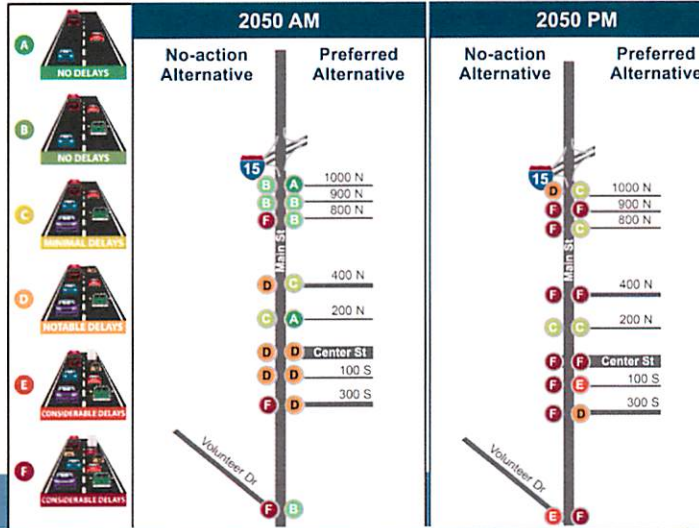 A
NO DELAYS
B
NO DELAYS
C
MINIMAL DELAYS
D
NOTABLE DELAYS
E
CONSIDERABLE DELAYS
F
CONSIDERABLE DELAYS
2050 AM
No-action Preferred
Alternative Alternative
15
B A 1000 N
B B 900 N
F B 800 N
Main St
D C 400 N
C A 200 N
D D Center St
D D 100 S
F D 300 S
Volunteer Dr
F B
2050 PM
No-action Preferred
Alternative Alternative
15
D C 1000 N
F F 900 N
F C 800 N
Main St
F F 400 N
C C 200 N
F F Center St
F E 100 S
F D 300 S
Volunteer Dr
E F